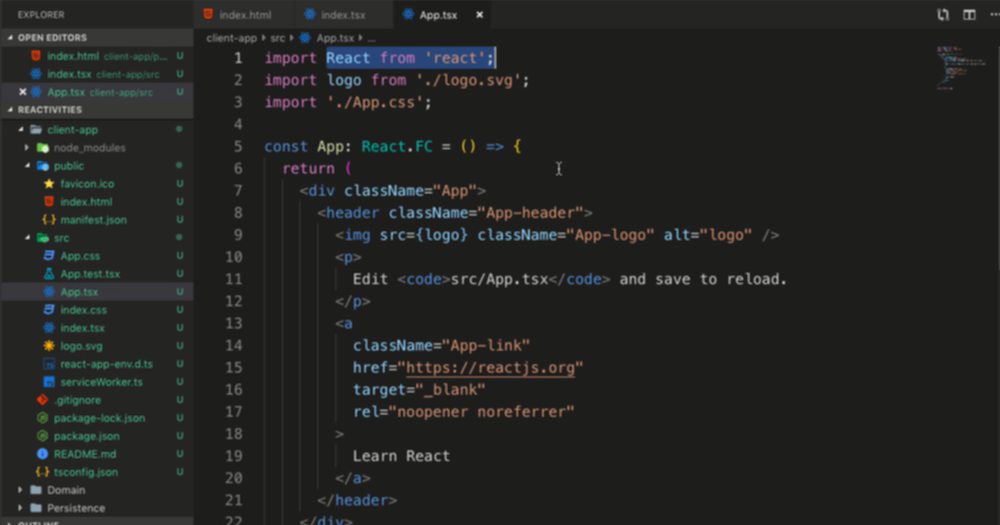 EXPLORER
OPEN EDITORS
index.html client-app/p... U
index.tsx client-app/src U
App.tsx client-app/src U
REACTIVITIES
client-app
node_modules
public
favicon.ico U
index.html U
manifest.json U
src
App.css U
App.test.tsx U
App.tsx U
index.css U
index.tsx U
logo.svg U
react-app-env.d.ts U
serviceWorker.ts U
.gitignore U
package-lock.json U
package.json U
README.md U
tsconfig.json U
Domain
Persistence
OUTLINE
index.html index.tsx App.tsx
client-app src App.tsx ...
1 import React from 'react';
2 import logo from './logo.svg';
3 import './App.css';
4
5 const App: React.FC = () => {
6 return (
7 <div className="App">
8 <header className="App-header">
9 <img src={logo} className="App-logo" alt="logo" />
10 <p>
11 Edit <code>src/App.tsx</code> and save to reload.
12 </p>
13 <a
14 className="App-link"
15 href="https://reactjs.org"
16 target="_blank"
17 rel="noopener noreferrer"
18 >
19 Learn React
20 </a>
21 </header>
22 </div>